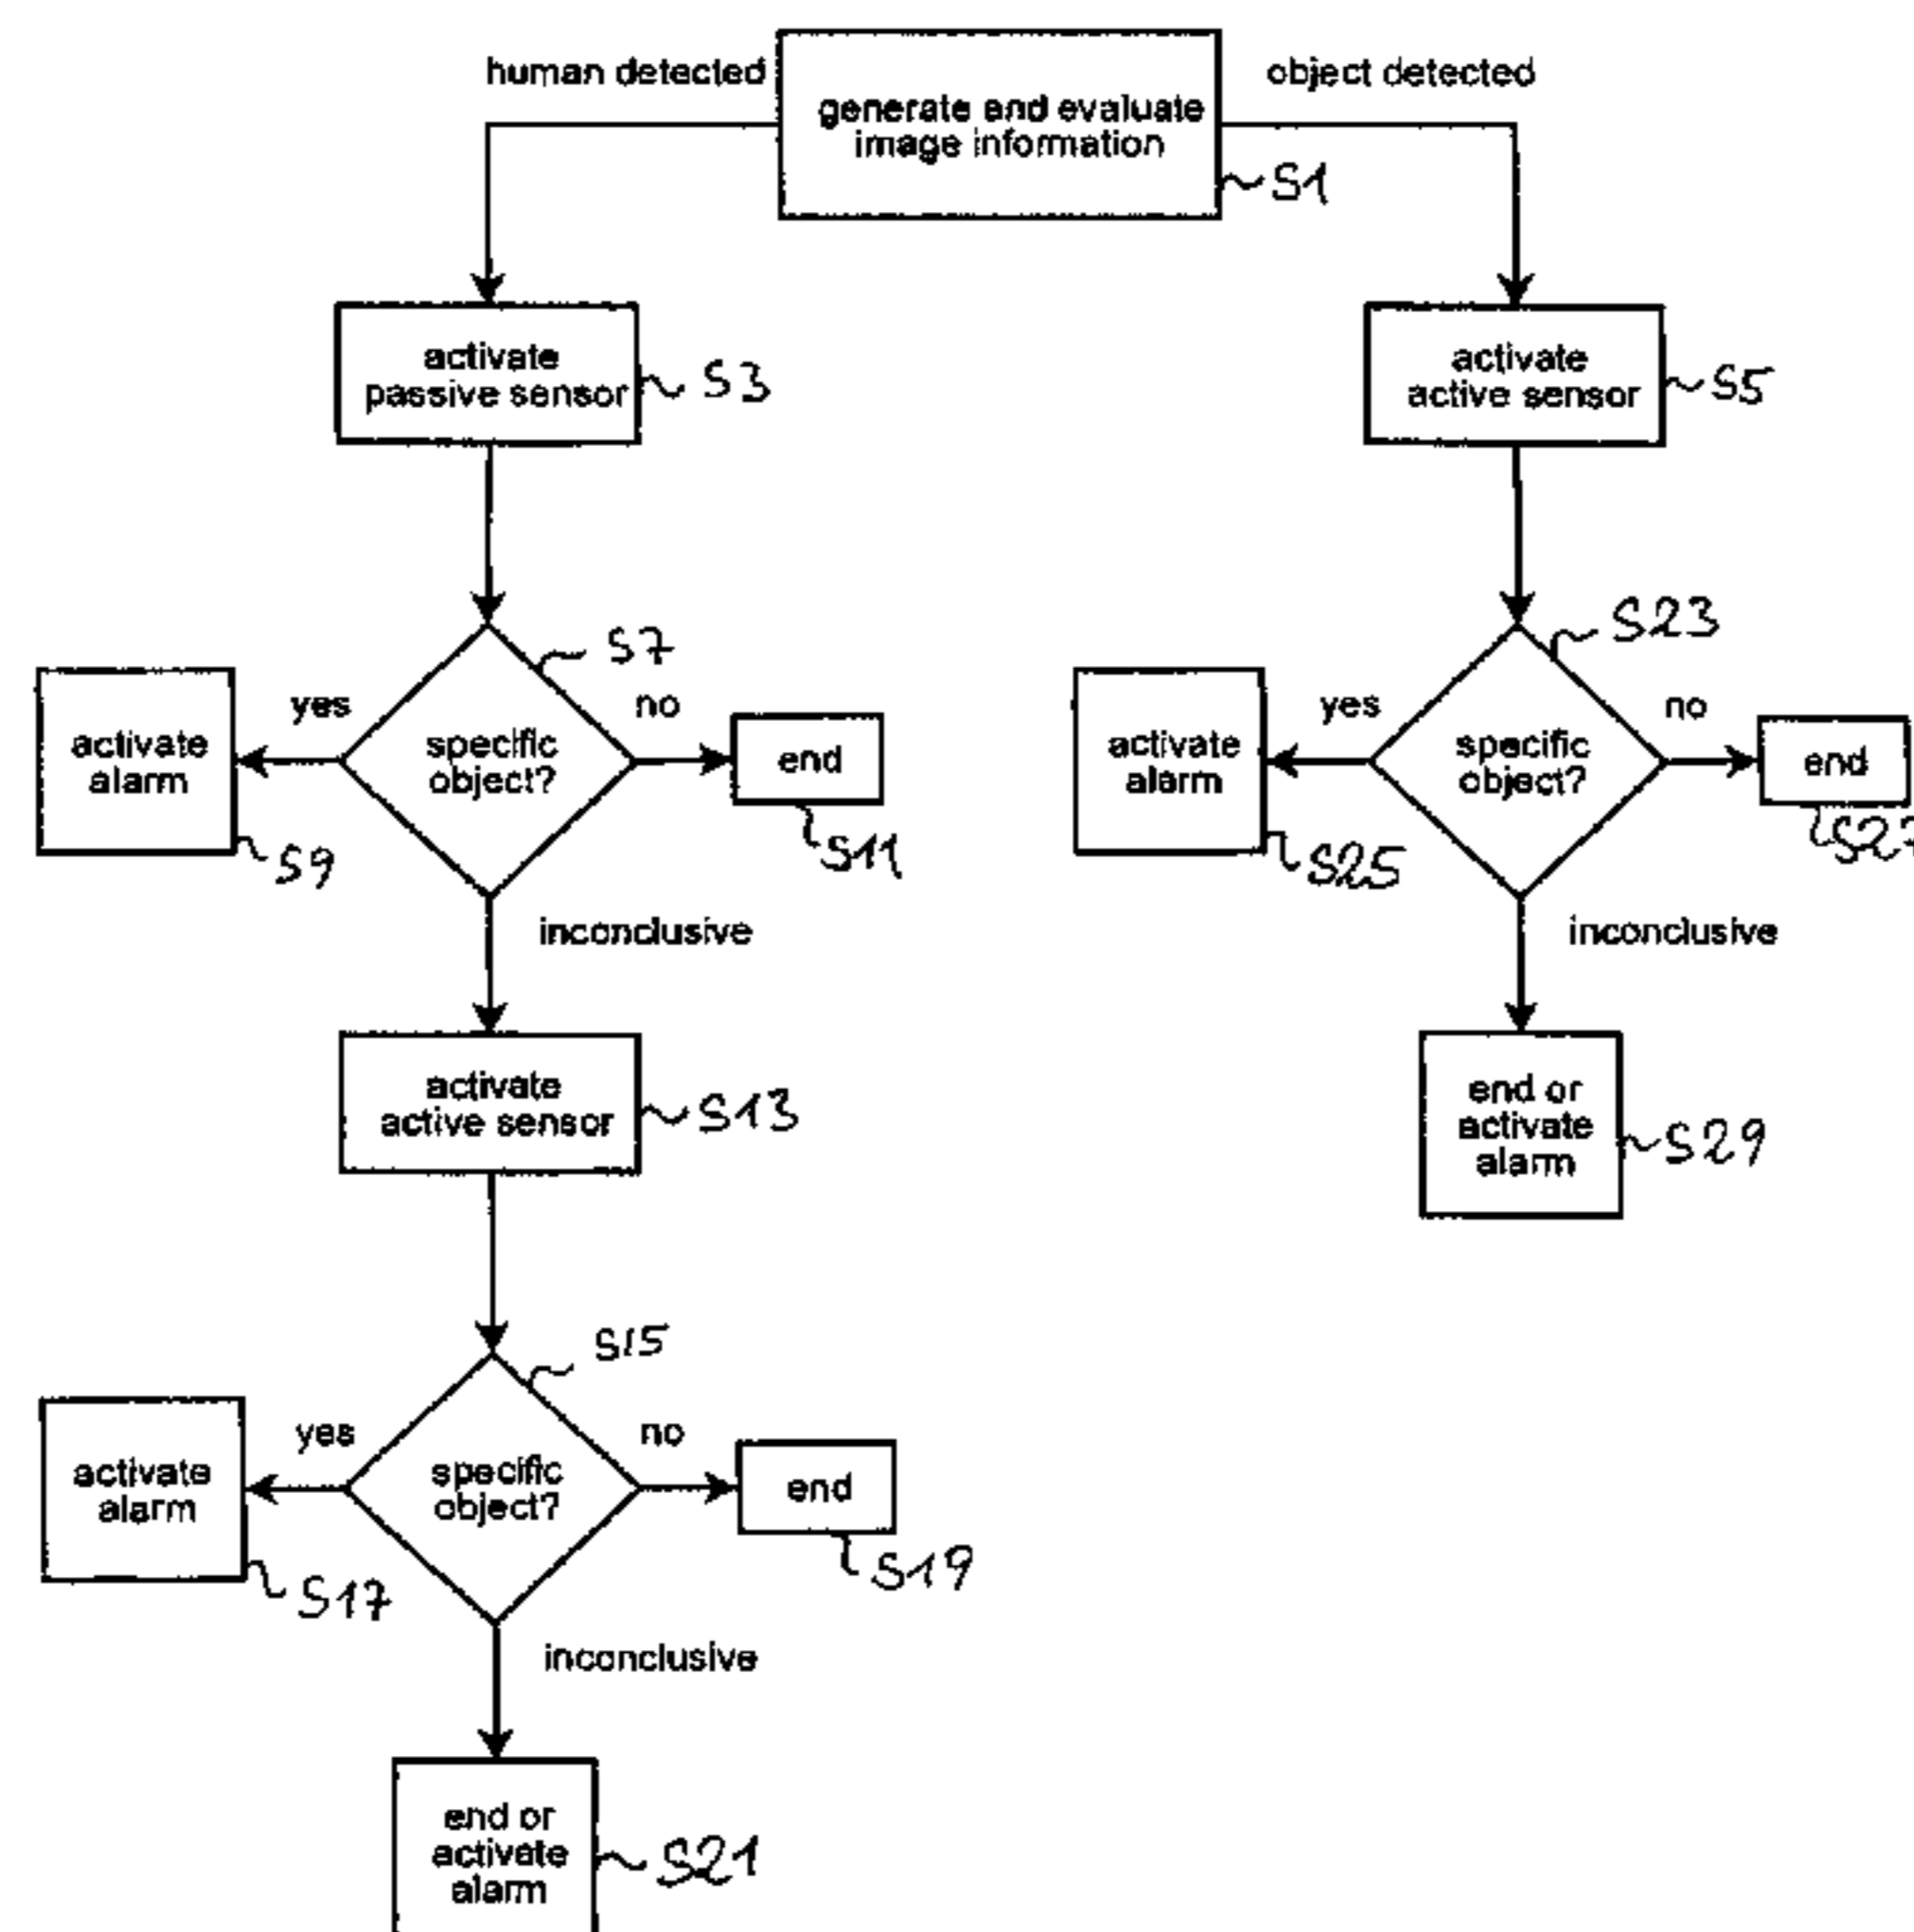 human detected
object detected
generate and evaluate
image information
S1
activate
passive sensor
S3
activate
active sensor
S5
S7
S23
yes
no
yes
no
activate
alarm
specific
object?
end
activate
alarm
specific
object?
end
S9
S11
S25
inconclusive
inconclusive
activate
active sensor
S13
end or
activate
alarm
S29
S15
yes
no
activate
alarm
specific
object?
end
S17
S19
inconclusive
end or
activate
alarm
S21